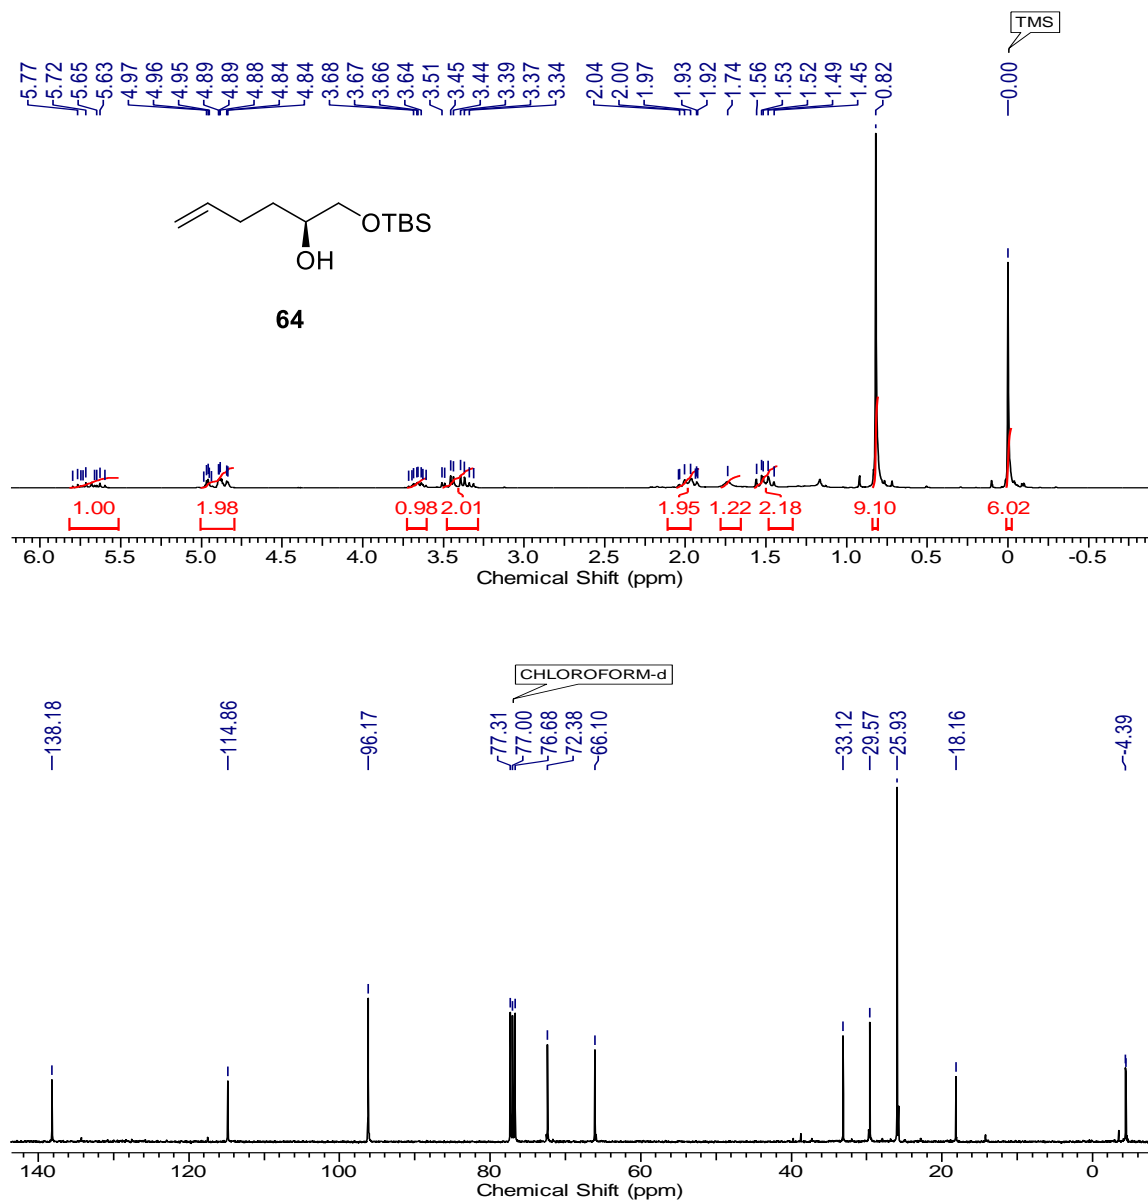 TMS
5.77 5.72 5.65 5.63 4.97 4.96 4.95 4.89 4.89 4.88 4.84 4.84 3.68 3.67 3.66 3.64 3.51 3.45 3.44 3.39 3.37 3.34 2.04 2.00 1.97 1.93 1.92 1.74 1.56 1.53 1.52 1.49 1.45 0.82 0.00
OTBS
OH
64
1.00 1.98 0.98 2.01 1.95 1.22 2.18 9.10 6.02
6.0 5.5 5.0 4.5 4.0 3.5 3.0 2.5 2.0 1.5 1.0 0.5 0 -0.5
Chemical Shift (ppm)
CHLOROFORM-d
138.18 114.86 96.17 77.31 77.00 76.68 72.38 66.10 33.12 29.57 25.93 18.16 -4.39
140 120 100 80 60 40 20 0
Chemical Shift (ppm)